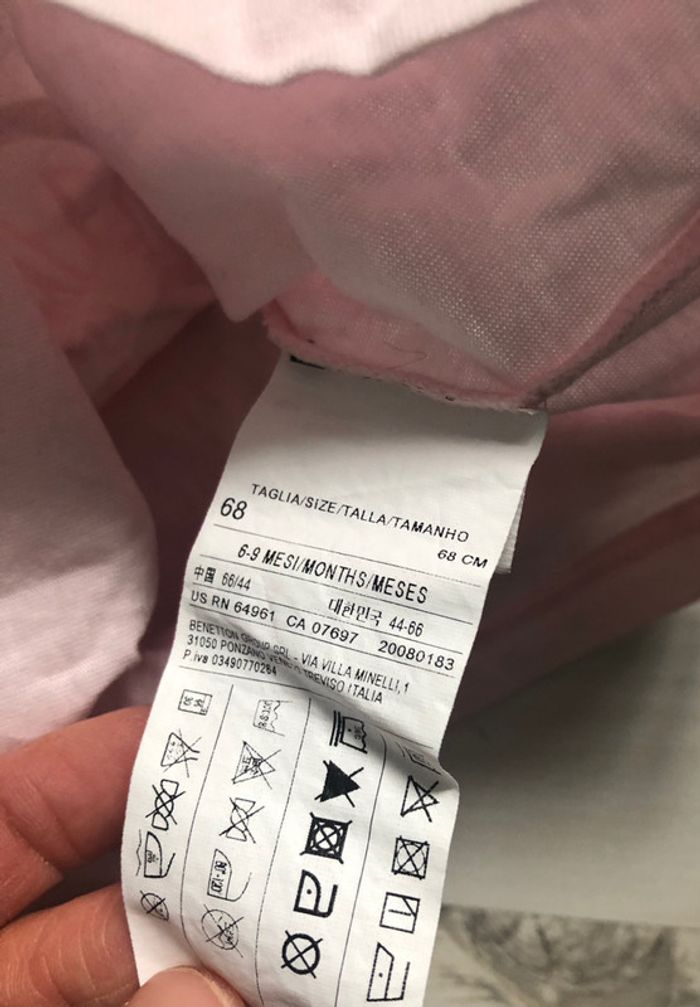 TAGLIA/SIZE/TALLA/TAMANHO
68
68 CM
6-9 MESI/MONTHS/MESES
中国 66/44
대한민국 44-66
US RN 64961 CA 07697 20080183
BENETTON GROUP SRL - VIA VILLA MINELLI,1
31050 PONZANO VENETO TREVISO ITALIA
P.iva 03490770264